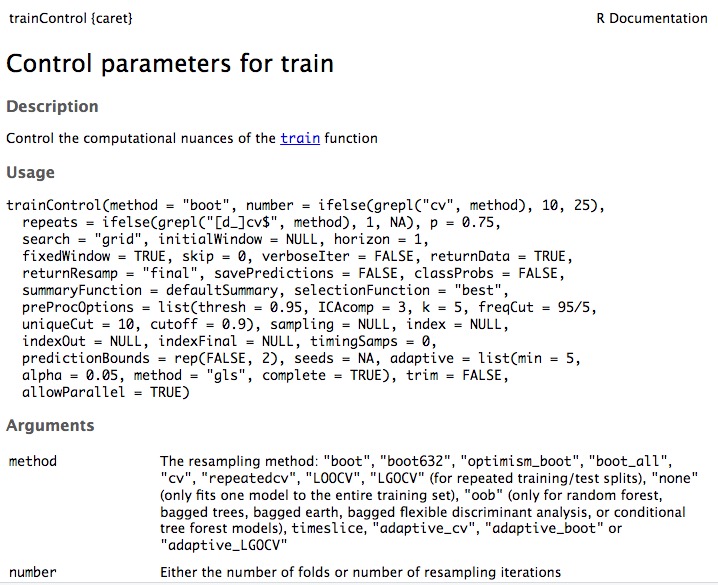 trainControl {caret} R Documentation
Control parameters for train
Description
Control the computational nuances of the train function
Usage
trainControl(method = "boot", number = ifelse(grepl("cv", method), 10, 25),
  repeats = ifelse(grepl("[d_]cv$", method), 1, NA), p = 0.75,
  search = "grid", initialWindow = NULL, horizon = 1,
  fixedWindow = TRUE, skip = 0, verboseIter = FALSE, returnData = TRUE,
  returnResamp = "final", savePredictions = FALSE, classProbs = FALSE,
  summaryFunction = defaultSummary, selectionFunction = "best",
  preProcOptions = list(thresh = 0.95, ICAcomp = 3, k = 5, freqCut = 95/5,
  uniqueCut = 10, cutoff = 0.9), sampling = NULL, index = NULL,
  indexOut = NULL, indexFinal = NULL, timingSamps = 0,
  predictionBounds = rep(FALSE, 2), seeds = NA, adaptive = list(min = 5,
  alpha = 0.05, method = "gls", complete = TRUE), trim = FALSE,
  allowParallel = TRUE)
Arguments
method The resampling method: "boot", "boot632", "optimism_boot", "boot_all",
"cv", "repeatedcv", "LOOCV", "LGOCV" (for repeated training/test splits), "none"
(only fits one model to the entire training set), "oob" (only for random forest,
bagged trees, bagged earth, bagged flexible discriminant analysis, or conditional
tree forest models), timeslice, "adaptive_cv", "adaptive_boot" or
"adaptive_LGOCV"
number Either the number of folds or number of resampling iterations